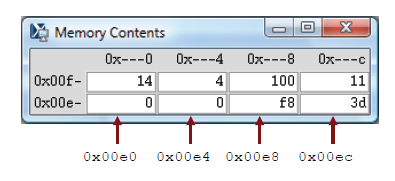 Memory Contents
0x---0 0x---4 0x---8 0x---c
0x00f- 14 4 100 11
0x00e- 0 0 f8 3d
0x00e0 0x00e4 0x00e8 0x00ec